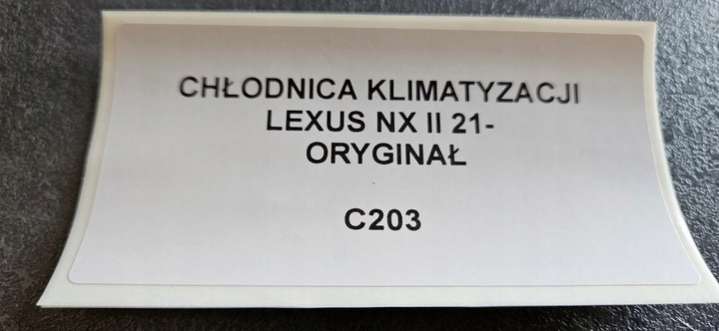 CHŁODNICA KLIMATYZACJI
LEXUS NX II 21-
ORYGINAŁ
C203